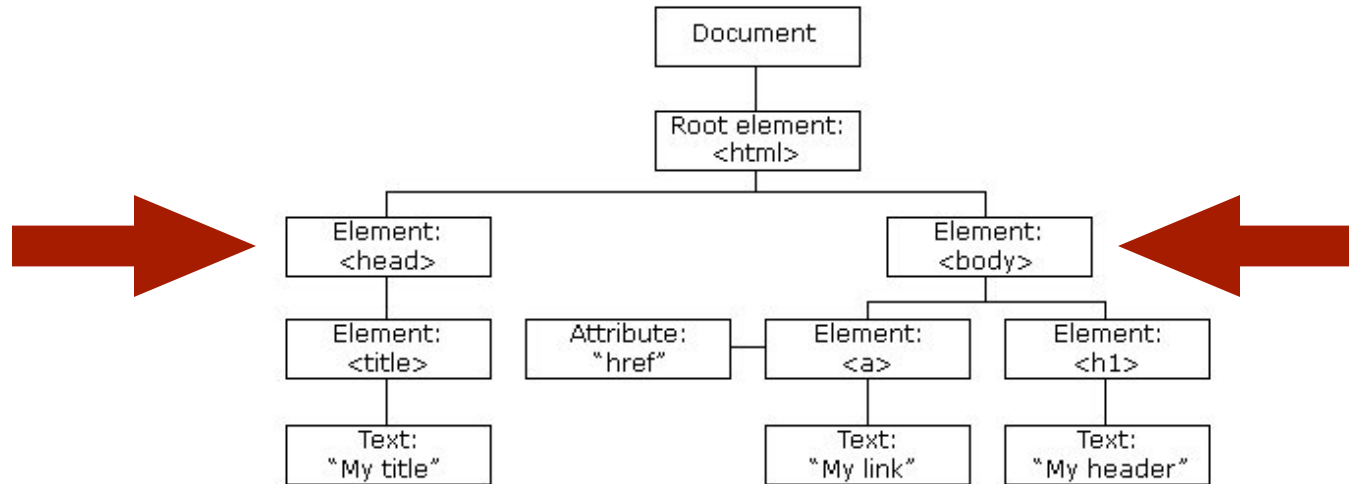 Document
Root element:
<html>
Element:
<head>
Element:
<body>
Element:
<title>
Attribute:
“href”
Element:
<a>
Element:
<h1>
Text:
“My title”
Text:
“My link”
Text:
“My header”